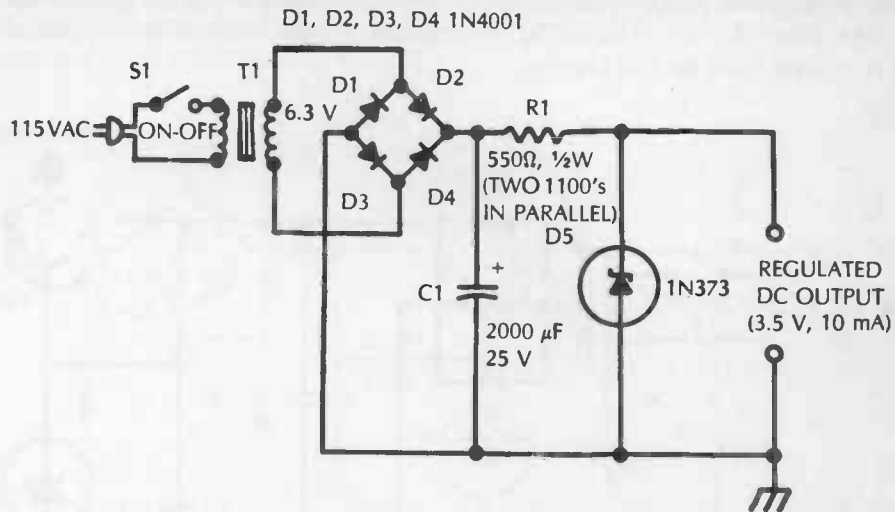 D1, D2, D3, D4 1N4001
S1
T1
D1
D2
6.3 V
R1
115VAC
ON-OFF
550Ω, ½W
(TWO 1100's
IN PARALLEL)
D3
D4
D5
+
C1
1N373
REGULATED
DC OUTPUT
(3.5 V, 10 mA)
2000 µF
25 V